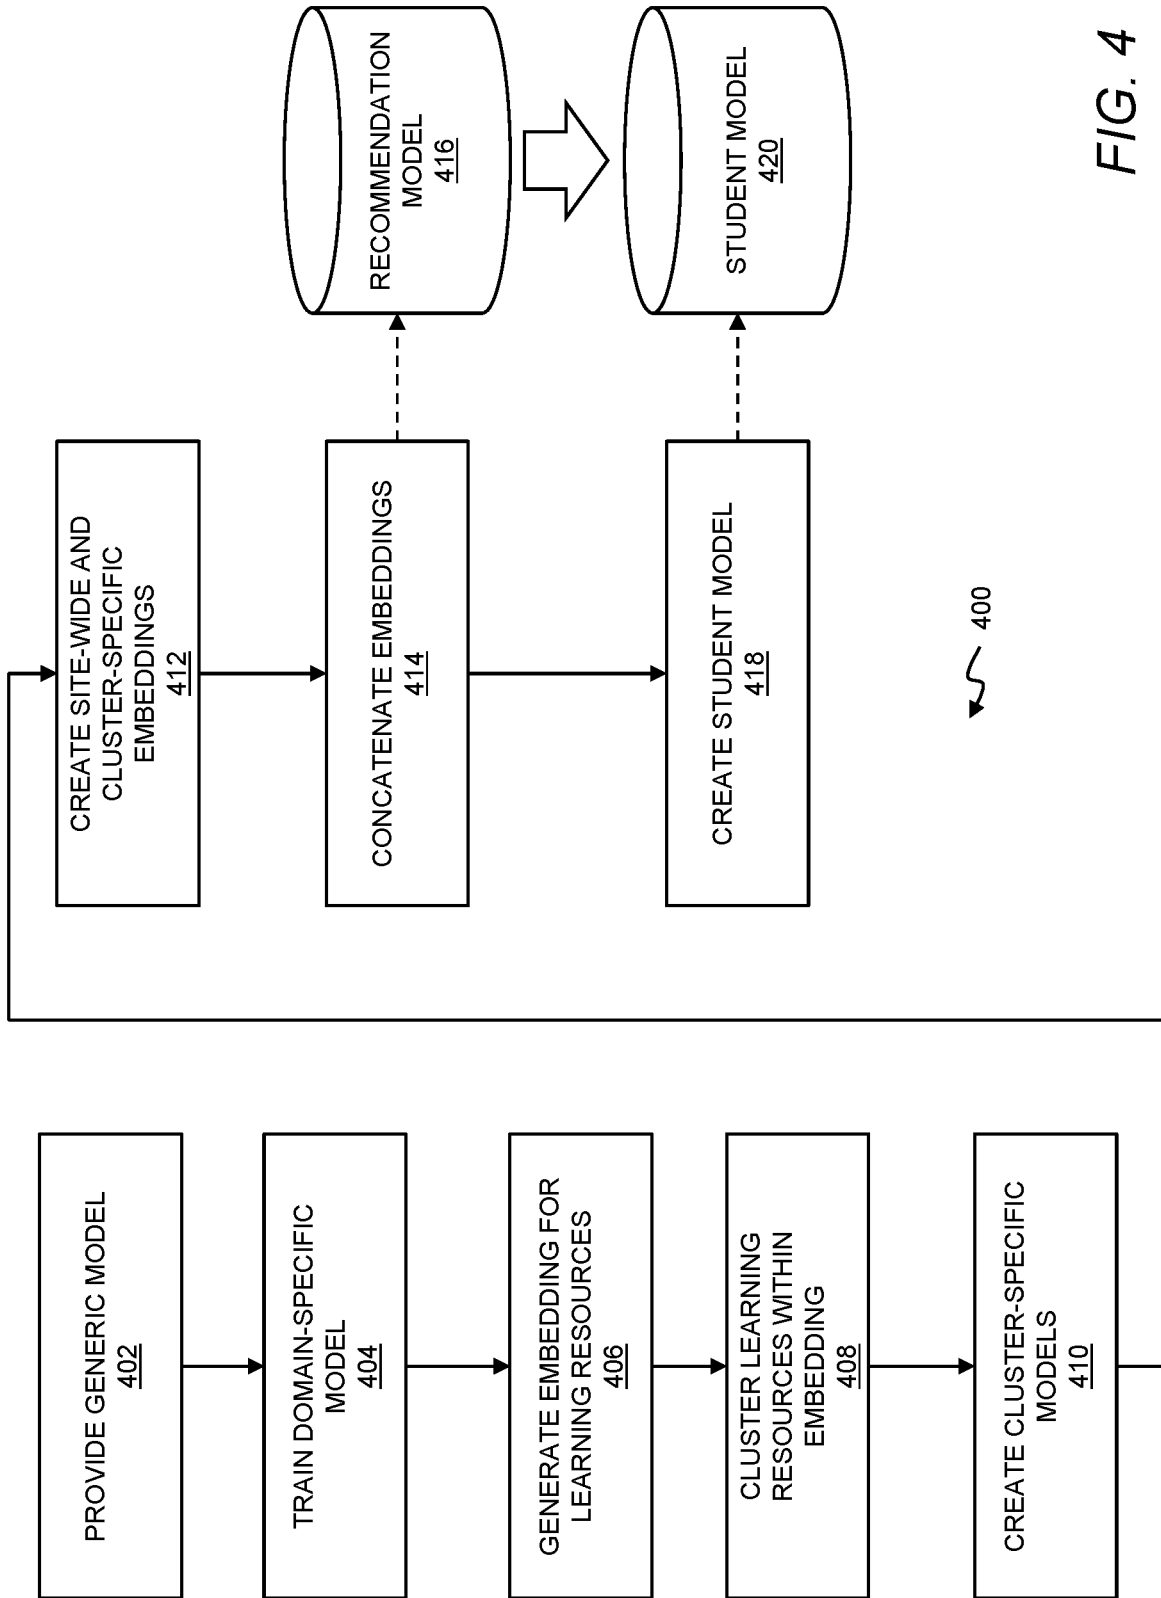 PROVIDE GENERIC MODEL
402
TRAIN DOMAIN-SPECIFIC
MODEL
404
GENERATE EMBEDDING FOR
LEARNING RESOURCES
406
CLUSTER LEARNING
RESOURCES WITHIN
EMBEDDING
408
CREATE CLUSTER-SPECIFIC
MODELS
410
CREATE SITE-WIDE AND
CLUSTER-SPECIFIC
EMBEDDINGS
412
CONCATENATE EMBEDDINGS
414
CREATE STUDENT MODEL
418
RECOMMENDATION
MODEL
416
STUDENT MODEL
420
400
FIG. 4